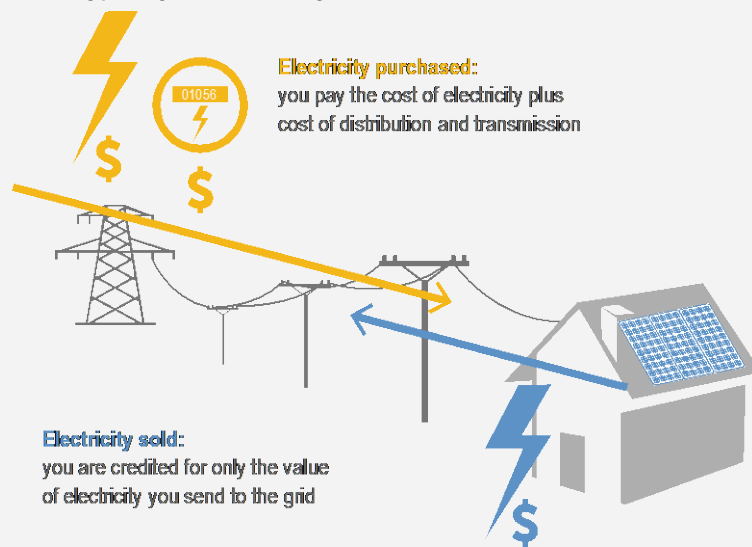 01056
$
$
Electricity purchased:
you pay the cost of electricity plus
cost of distribution and transmission
Electricity sold:
you are credited for only the value
of electricity you send to the grid
$